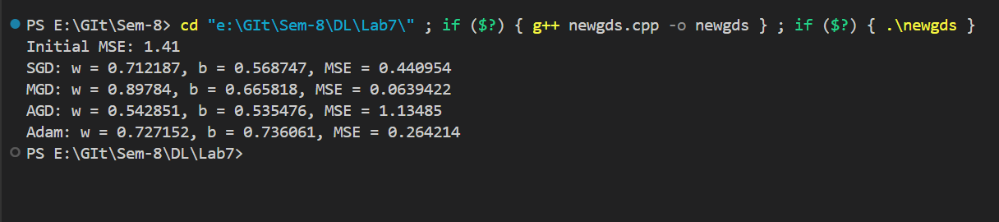 PS E:\GIt\Sem-8> cd "e:\GIt\Sem-8\DL\Lab7\" ; if ($?) { g++ newgds.cpp -o newgds } ; if ($?) { .\newgds }
Initial MSE: 1.41
SGD: w = 0.712187, b = 0.568747, MSE = 0.440954
MGD: w = 0.89784, b = 0.665818, MSE = 0.0639422
AGD: w = 0.542851, b = 0.535476, MSE = 1.13485
Adam: w = 0.727152, b = 0.736061, MSE = 0.264214
PS E:\GIt\Sem-8\DL\Lab7>